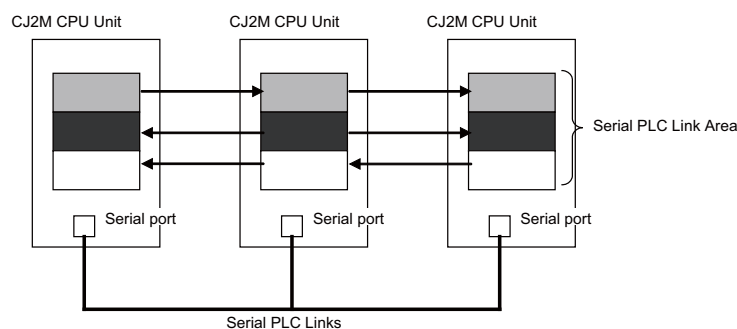 CJ2M CPU Unit
CJ2M CPU Unit
CJ2M CPU Unit
Serial PLC Link Area
Serial port
Serial port
Serial port
Serial PLC Links